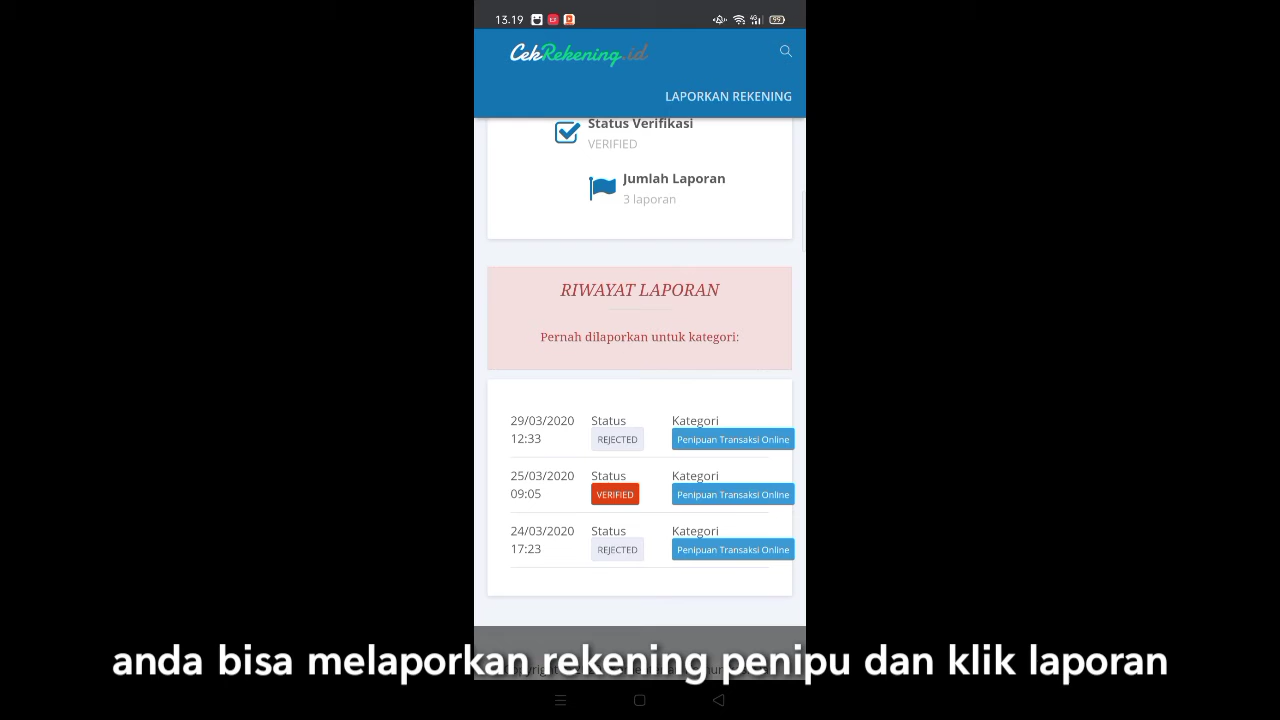 13.19
99
CekRekening.id
LAPORKAN REKENING
Status Verifikasi
VERIFIED
Jumlah Laporan
3 laporan
RIWAYAT LAPORAN
Pernah dilaporkan untuk kategori:
29/03/2020 Status Kategori
12:33 REJECTED Penipuan Transaksi Online
25/03/2020 Status Kategori
09:05 VERIFIED Penipuan Transaksi Online
24/03/2020 Status Kategori
17:23 REJECTED Penipuan Transaksi Online
anda bisa melaporkan rekening penipu dan klik laporan